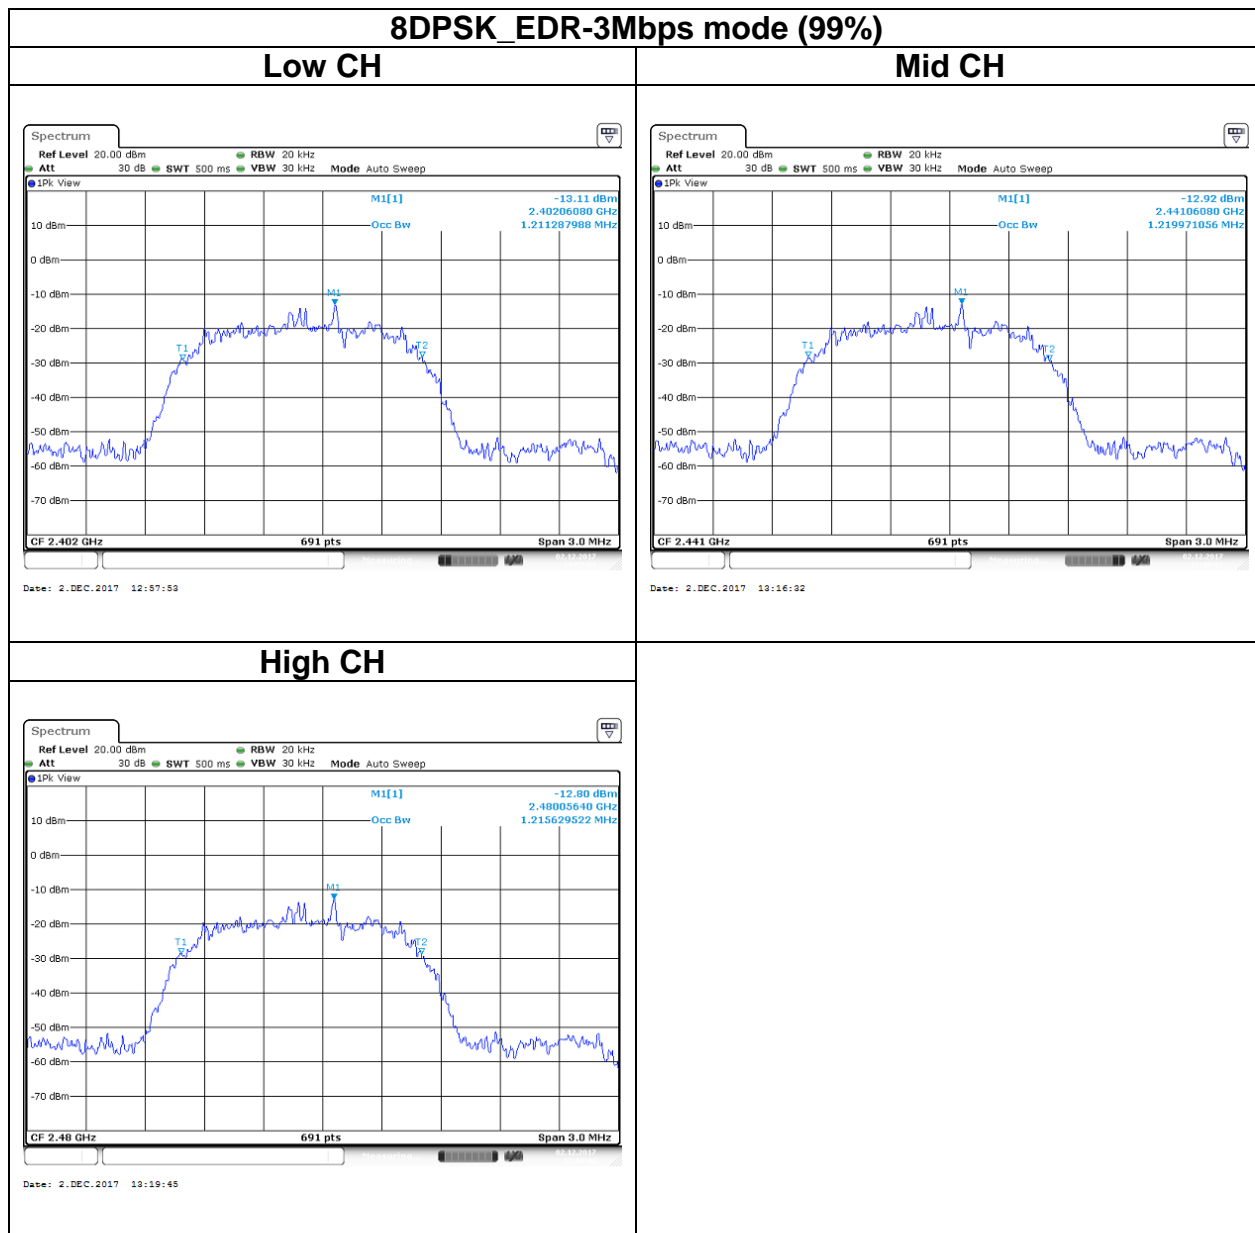 8DPSK_EDR-3Mbps mode (99%)
Low CH
Mid CH
Spectrum
Ref Level 20.00 dBm RBW 20 kHz
Att 30 dB SWT 500 ms VBW 30 kHz Mode Auto Sweep
1Pk View
M1[1] -13.11 dBm
2.40206080 GHz
Occ Bw 1.211287988 MHz
10 dBm
0 dBm
-10 dBm
M1
-20 dBm
T1
T2
-30 dBm
-40 dBm
-50 dBm
-60 dBm
-70 dBm
CF 2.402 GHz 691 pts Span 3.0 MHz
Date: 2.DEC.2017 12:57:53
Spectrum
Ref Level 20.00 dBm RBW 20 kHz
Att 30 dB SWT 500 ms VBW 30 kHz Mode Auto Sweep
1Pk View
M1[1] -12.92 dBm
2.44106080 GHz
Occ Bw 1.219971056 MHz
10 dBm
0 dBm
-10 dBm
M1
-20 dBm
T1
T2
-30 dBm
-40 dBm
-50 dBm
-60 dBm
-70 dBm
CF 2.441 GHz 691 pts Span 3.0 MHz
Date: 2.DEC.2017 13:16:32
High CH
Spectrum
Ref Level 20.00 dBm RBW 20 kHz
Att 30 dB SWT 500 ms VBW 30 kHz Mode Auto Sweep
1Pk View
M1[1] -12.80 dBm
2.48005640 GHz
Occ Bw 1.215629522 MHz
10 dBm
0 dBm
-10 dBm
M1
-20 dBm
T1
T2
-30 dBm
-40 dBm
-50 dBm
-60 dBm
-70 dBm
CF 2.48 GHz 691 pts Span 3.0 MHz
Date: 2.DEC.2017 13:19:45